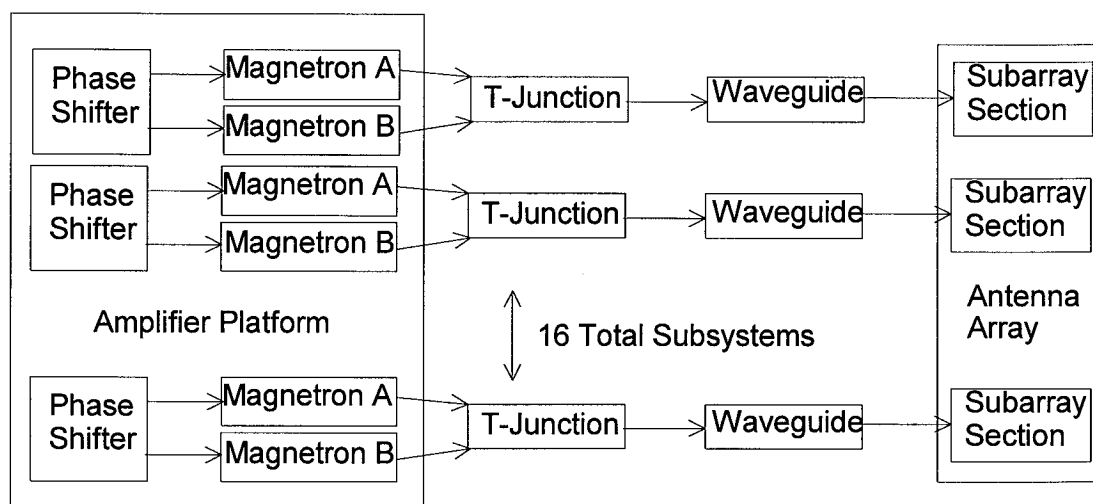 Phase
Shifter
Magnetron A
Magnetron B
T-Junction
Waveguide
Subarray
Section
Phase
Shifter
Magnetron A
Magnetron B
T-Junction
Waveguide
Subarray
Section
Amplifier Platform
16 Total Subsystems
Antenna
Array
Phase
Shifter
Magnetron A
Magnetron B
T-Junction
Waveguide
Subarray
Section